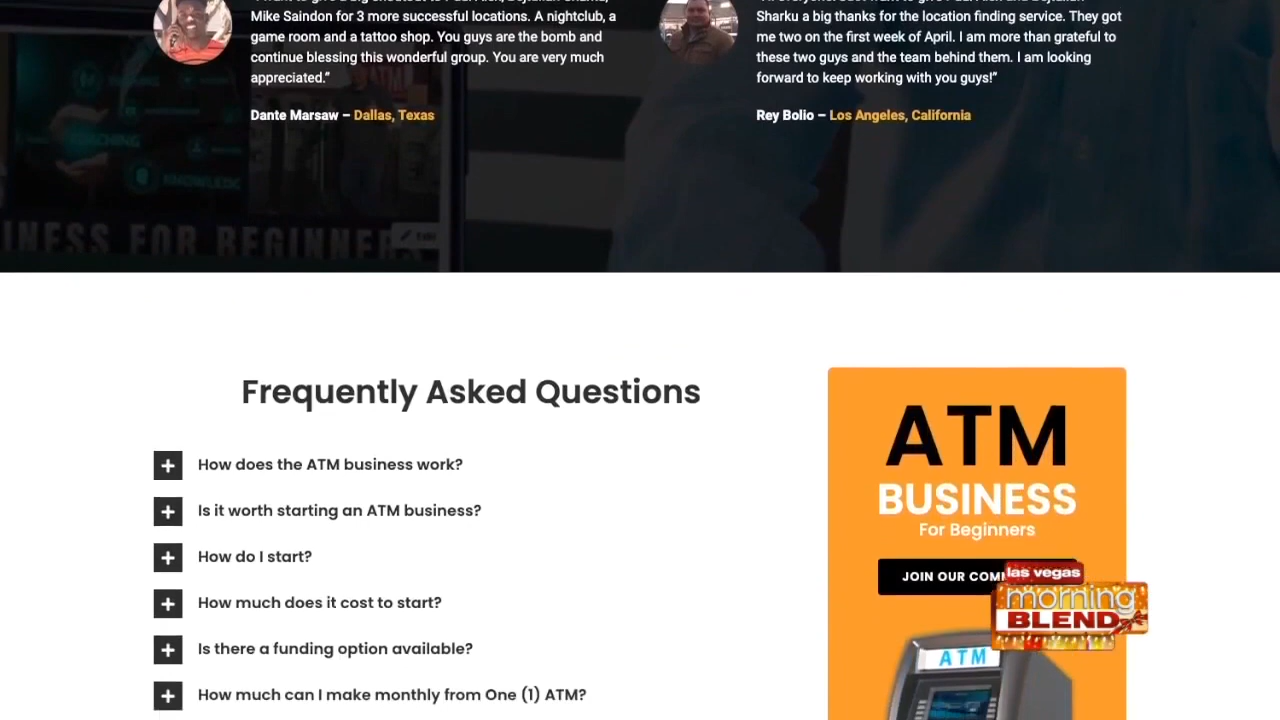 Mike Saindon for 3 more successful locations. A nightclub, a
game room and a tattoo shop. You guys are the bomb and
continue blessing this wonderful group. You are very much
appreciated.”
Dante Marsaw – Dallas, Texas
Sharku a big thanks for the location finding service. They got
me two on the first week of April. I am more than grateful to
these two guys and the team behind them. I am looking
forward to keep working with you guys!”
Rey Bolio – Los Angeles, California
KNOWLEDGE
INESS FOR BEGINNER
Frequently Asked Questions
How does the ATM business work?
Is it worth starting an ATM business?
How do I start?
How much does it cost to start?
Is there a funding option available?
How much can I make monthly from One (1) ATM?
ATM
BUSINESS
For Beginners
JOIN OUR COM
las vegas
morning
BLEND
ATM